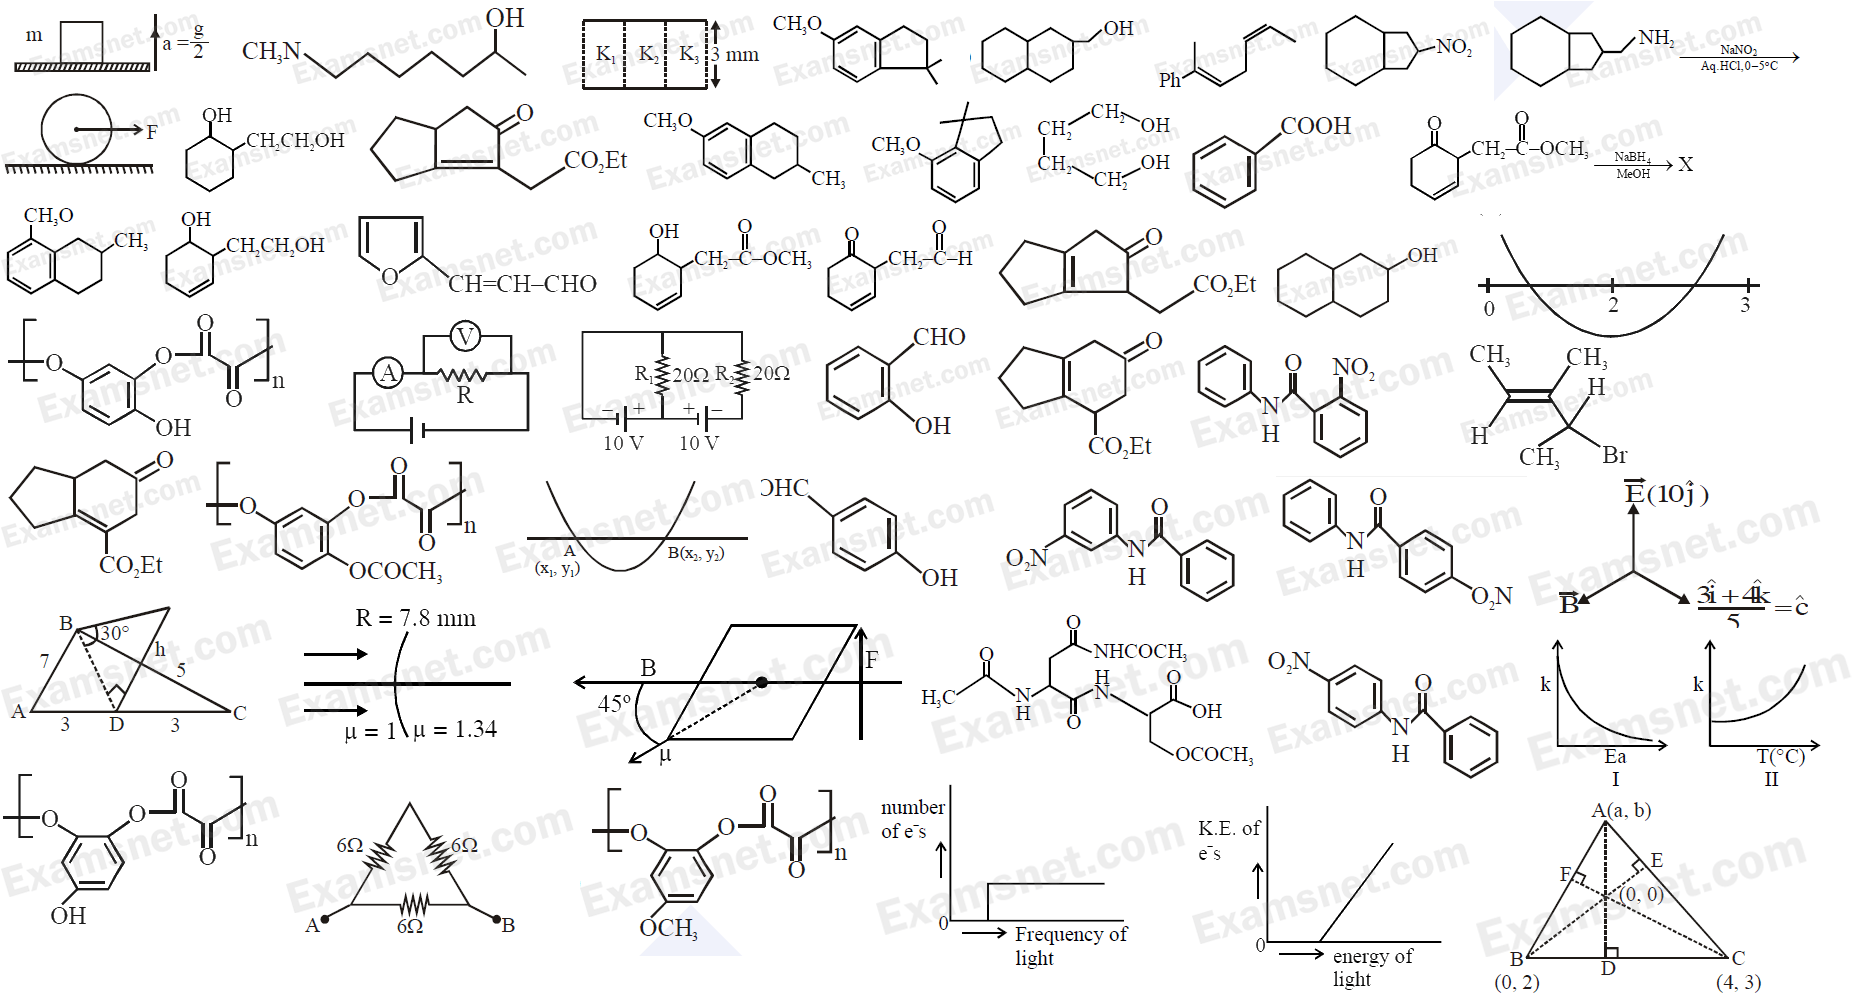 m
a = g/2
CH₃N
OH
K₁ K₂ K₃ 3 mm
CH₃O
OH
Ph
NO₂
NH₂
NaNO₂
Aq.HCl, 0–5°C
F
OH
CH₂CH₂OH
O
CO₂Et
CH₃O
CH₃
CH₃O
CH₂
CH₂
CH₂
CH₂
OH
OH
COOH
O
O
CH₂–C–OCH₃
NaBH₄
MeOH
X
CH₃O
CH₃
OH
CH₂CH₂OH
O
CH=CH–CHO
OH
O
CH₂–C–OCH₃
O
O
CH₂–C–H
O
CO₂Et
OH
0 2 3
O
O
O
O
n
OH
V
A
R
R₁ 20Ω R₂ 20Ω
– + + –
10 V 10 V
CHO
OH
O
CO₂Et
O
NO₂
N
H
CH₃ CH₃
H
H
CH₃ Br
O
CO₂Et
O
O
O
O
n
OCOCH₃
A
(x₁, y₁)
B(x₂, y₂)
OHC
OH
O₂N
N
H
O
O
N
H
O₂N
E(10ĵ)
B
3î + 4k̂
5
= ĉ
B
30°
h
7
5
A 3 D 3 C
R = 7.8 mm
μ = 1 μ = 1.34
B
F
45°
μ
O
NHCOCH₃
O
H₃C
N
H
O
H
N
O
OH
OCOCH₃
O₂N
O
N
H
k
Ea
I
k
T(°C)
II
O
O
O
O
n
OH
6Ω 6Ω
A 6Ω B
O
O
O
O
n
OCH₃
number
of e⁻s
0
Frequency of
light
K.E. of
e⁻s
0
energy of
light
A(a, b)
F
E
(0, 0)
B
D
C
(0, 2)
(4, 3)
Examsnet.com